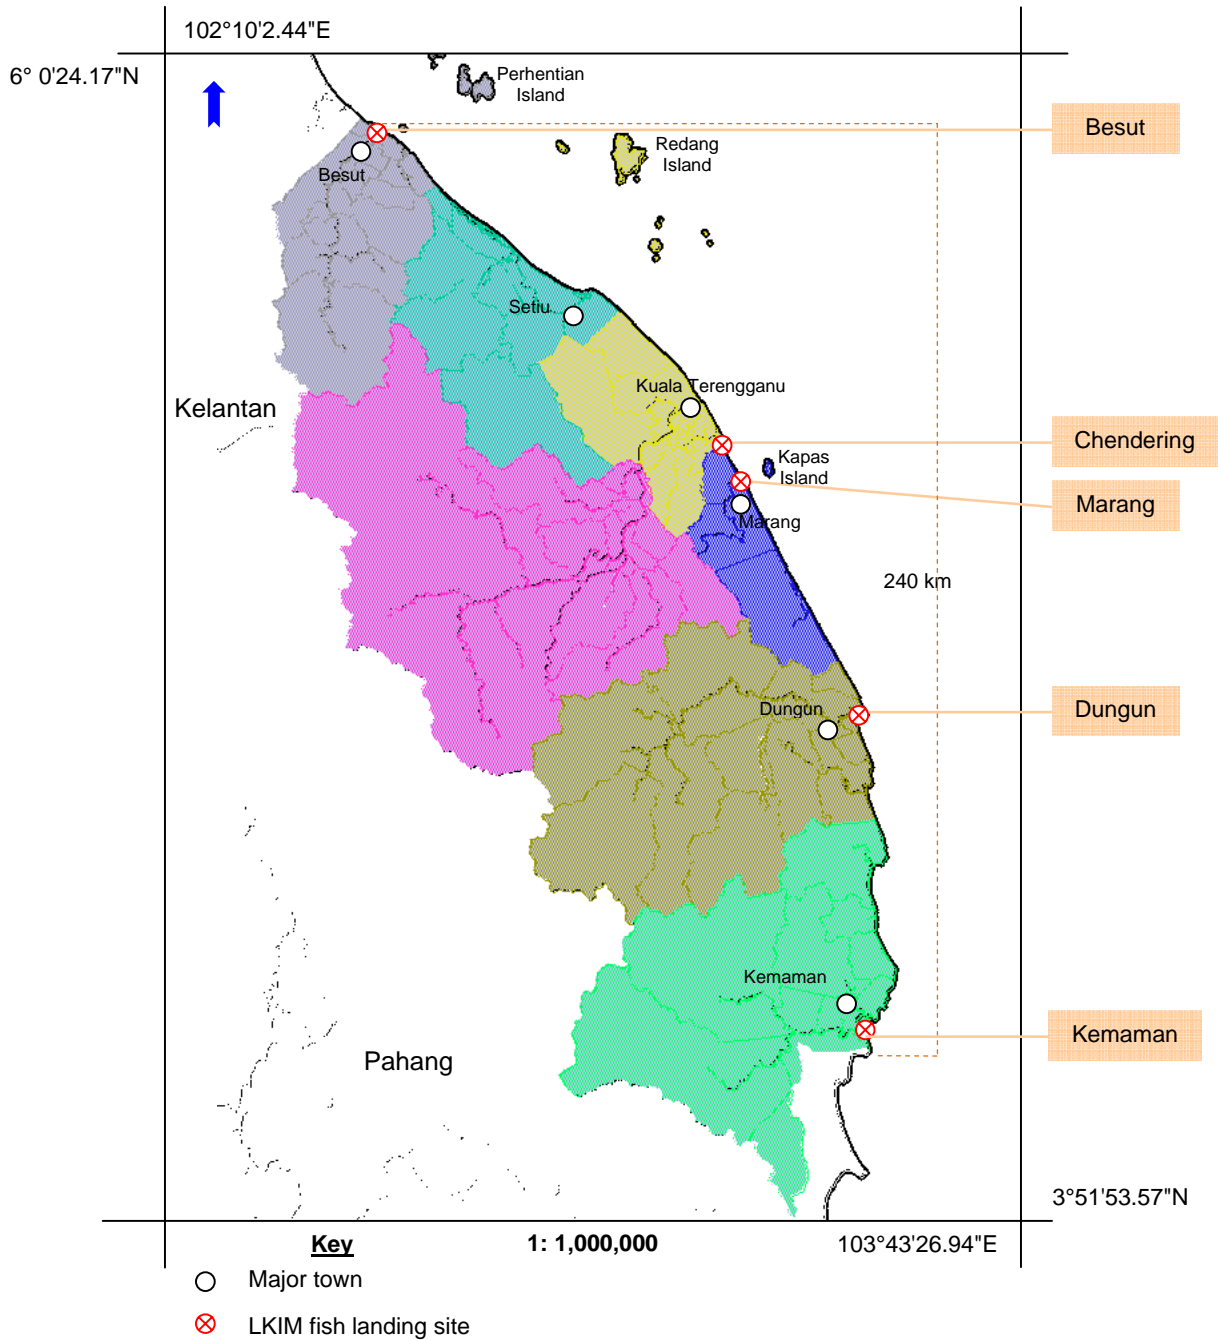 102°10'2.44"E
6° 0'24.17"N
Perhentian
Island
Besut
Redang
Island
Besut
Setiu
Kuala Terengganu
Kelantan
Chendering
Kapas
Island
Marang
Marang
240 km
Dungun
Dungun
Kemaman
Kemaman
Pahang
3°51'53.57"N
Key
1: 1,000,000
103°43'26.94"E
Major town
LKIM fish landing site